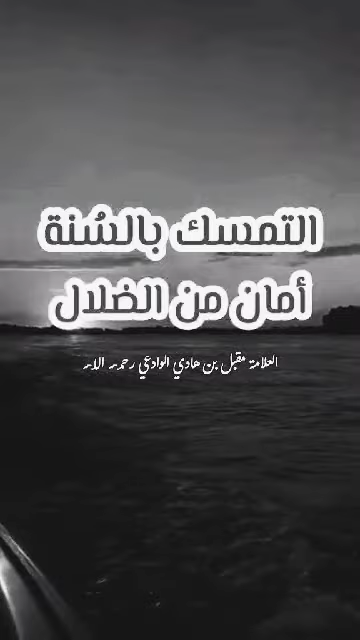 التمسك بالسُنة
أمان من الضلال
العلامة مقبل بن هادي الوادعي رحمه الله